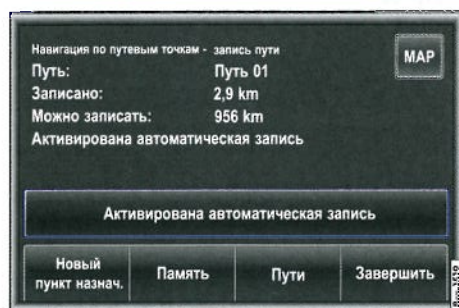 Навигация по путевым точкам - запись пути
MAP
Путь: Путь 01
Записано: 2,9 km
Можно записать: 956 km
Активирована автоматическая запись
Активирована автоматическая запись
Новый пункт назнач.
Память
Пути
Завершить